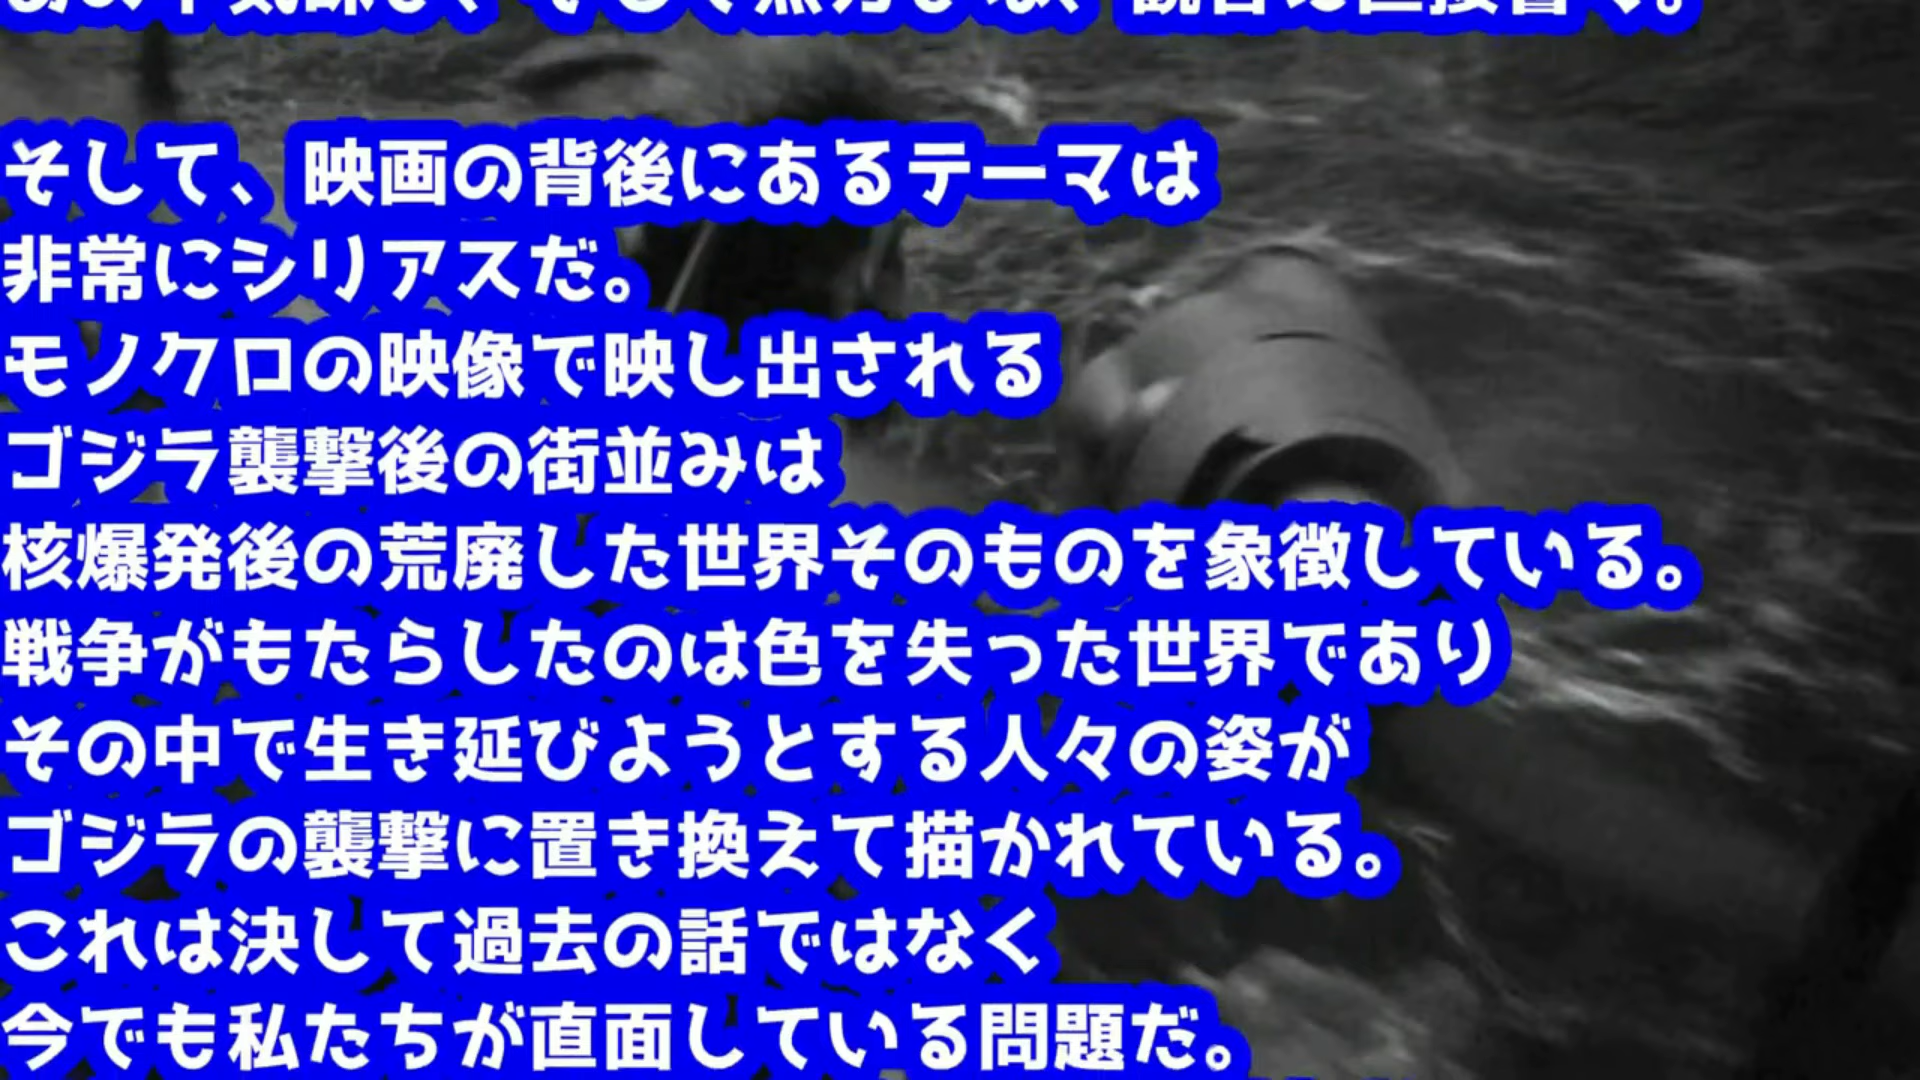 そして、映画の背後にあるテーマは
非常にシリアスだ。
モノクロの映像で映し出される
ゴジラ襲撃後の街並みは
核爆発後の荒廃した世界そのものを象徴している。
戦争がもたらしたのは色を失った世界であり
その中で生き延びようとする人々の姿が
ゴジラの襲撃に置き換えて描かれている。
これは決して過去の話ではなく
今でも私たちが直面している問題だ。